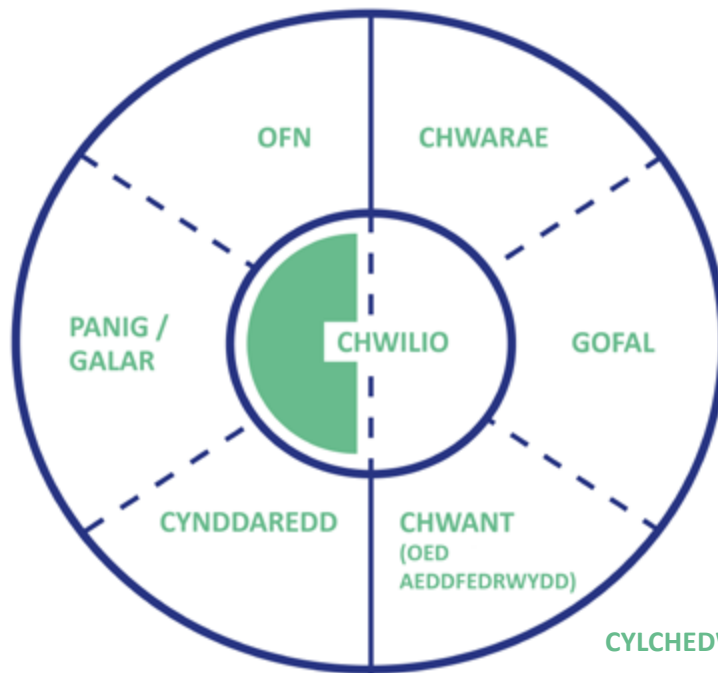 OFN
CHWARAE
PANIG /
GALAR
CHWILIO
GOFAL
CYNDDAREDD
CHWANT
(OED
AEDDFEDRWYDD)